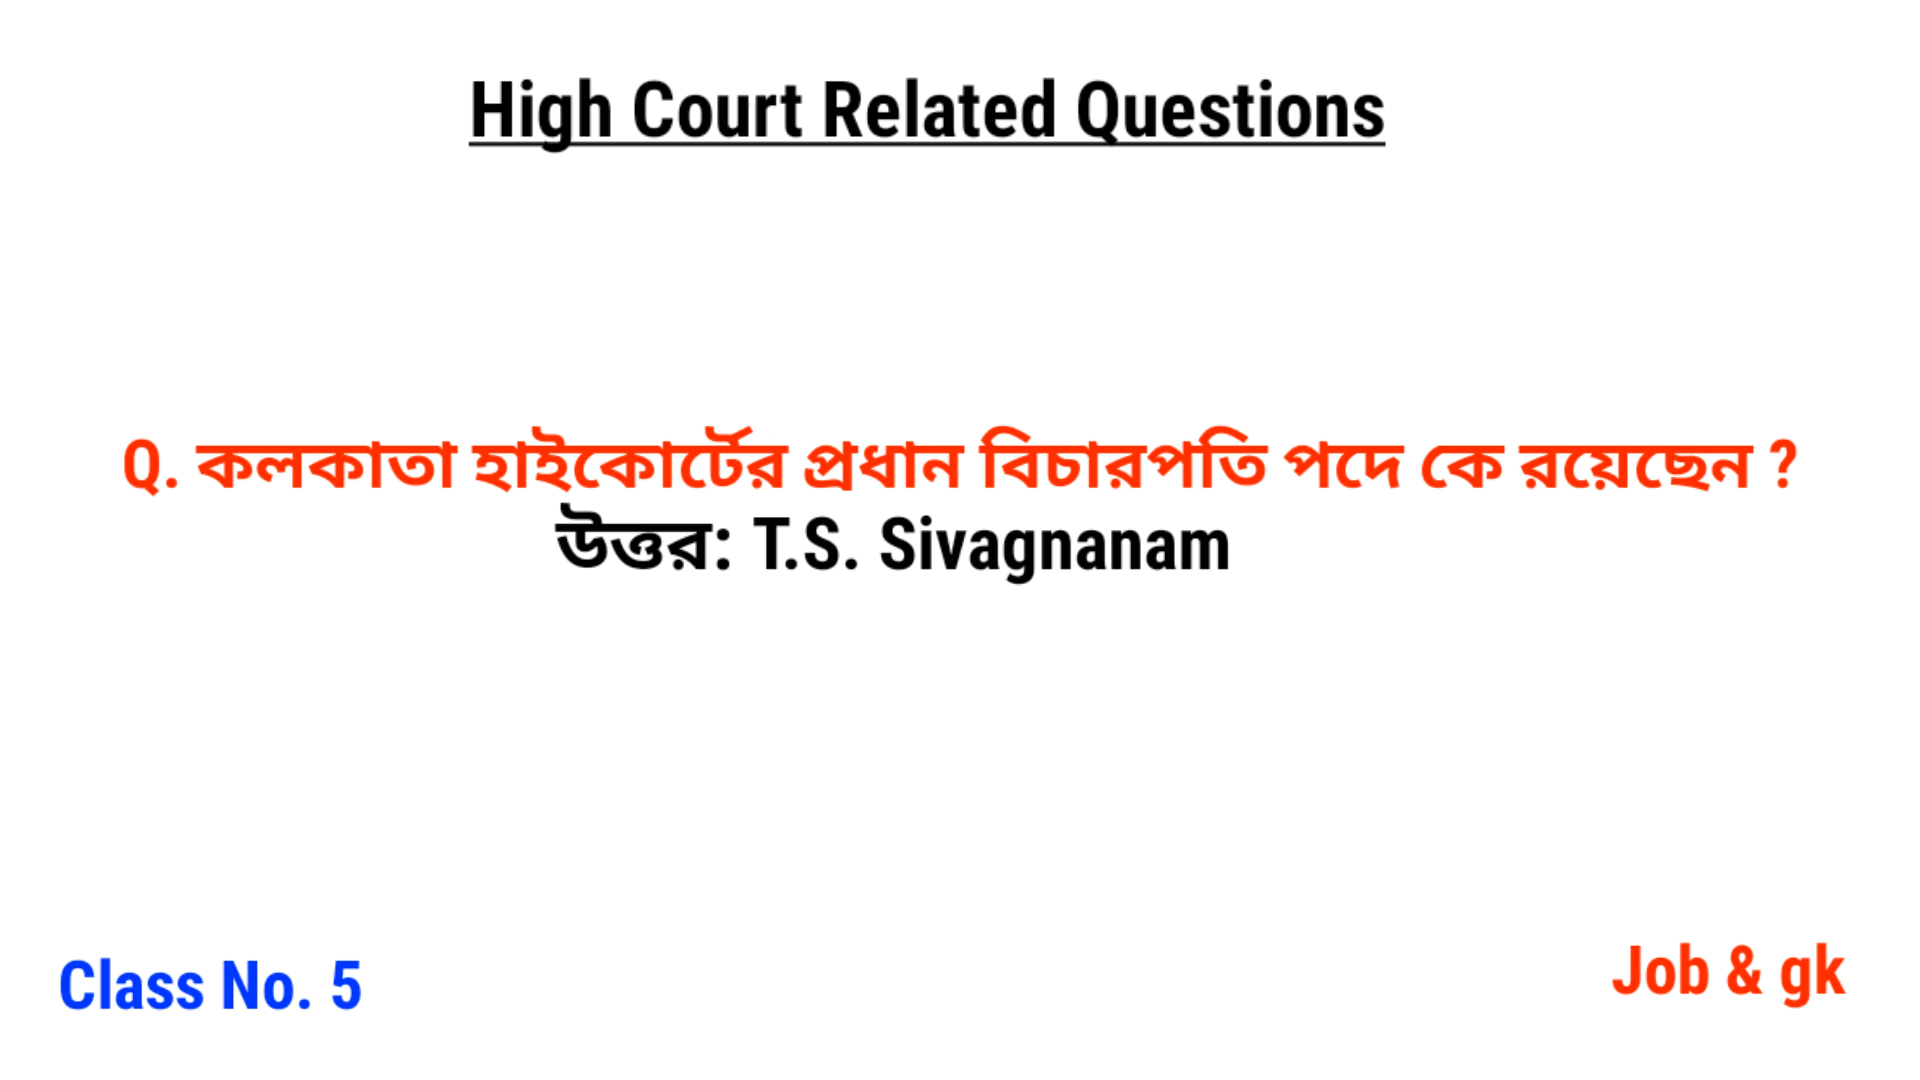 High Court Related Questions
Q. কলকাতা হাইকোর্টের প্রধান বিচারপতি পদে কে রয়েছেন ?
উত্তর: T.S. Sivagnanam
Class No. 5
Job & gk